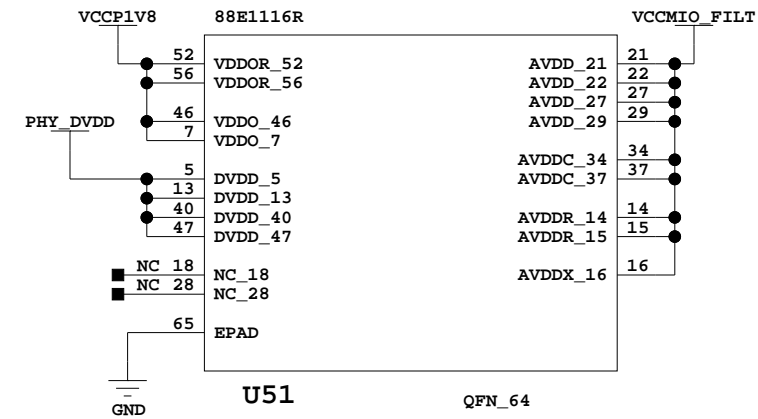 VCCP1V8 88E1116R VCCMIO_FILT
52 VDDOR_52 AVDD_21 21
56 VDDOR_56 AVDD_22 22
AVDD_27 27
46 VDDO_46 AVDD_29 29
PHY_DVDD 7 VDDO_7
AVDDC_34 34
5 DVDD_5 AVDDC_37 37
13 DVDD_13
40 DVDD_40 AVDDR_14 14
47 DVDD_47 AVDDR_15 15
NC 18 NC_18 AVDDX_16 16
NC 28 NC_28
65 EPAD
GND U51 QFN_64